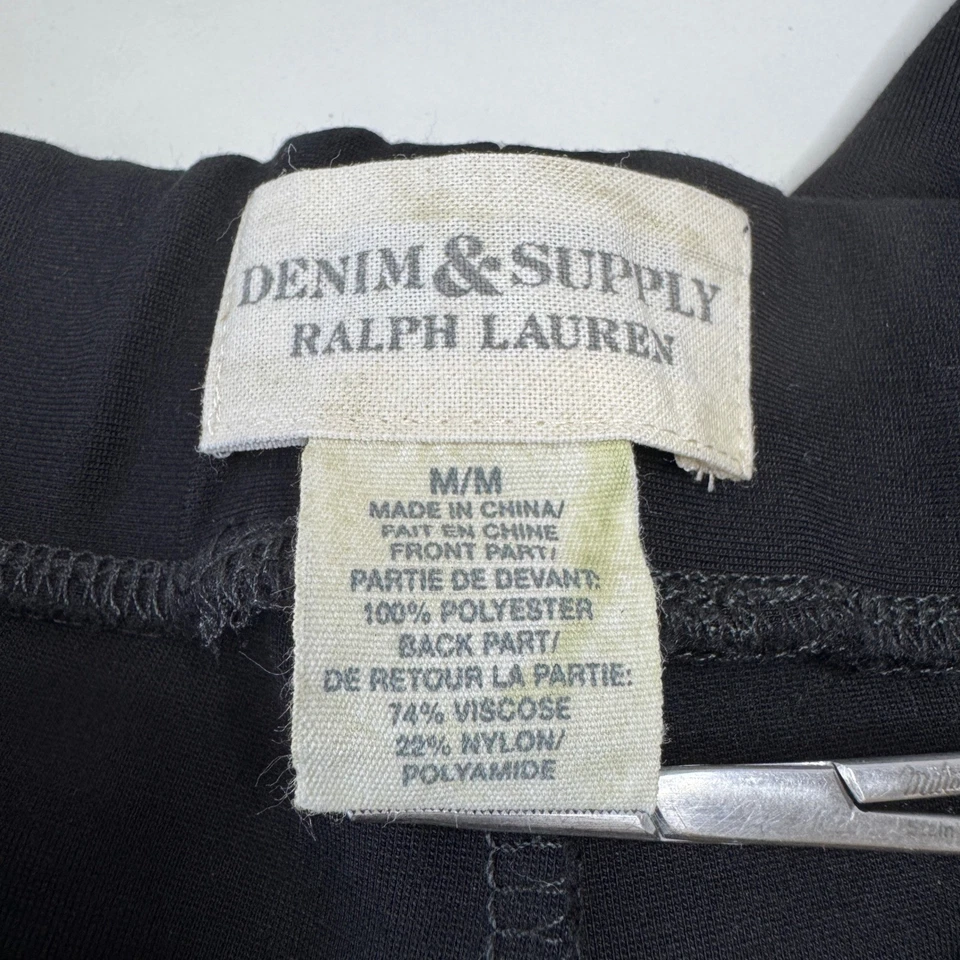 DENIM & SUPPLY
RALPH LAUREN
M/M
MADE IN CHINA/
FAIT EN CHINE
FRONT PART/
PARTIE DE DEVANT:
100% POLYESTER
BACK PART/
DE RETOUR LA PARTIE:
74% VISCOSE
22% NYLON/
POLYAMIDE